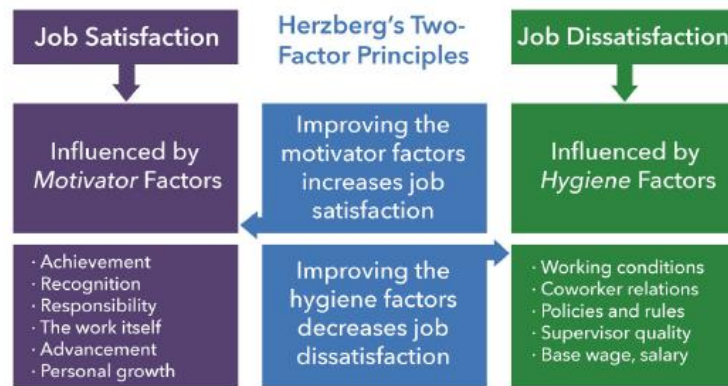 Job Satisfaction
Influenced by
Motivator Factors
· Achievement
· Recognition
· Responsibility
· The work itself
· Advancement
· Personal growth
Herzberg's Two-
Factor Principles
Improving the
motivator factors
increases job
satisfaction
Improving the
hygiene factors
decreases job
dissatisfaction
Job Dissatisfaction
Influenced by
Hygiene Factors
· Working conditions
· Coworker relations
· Policies and rules
· Supervisor quality
· Base wage, salary